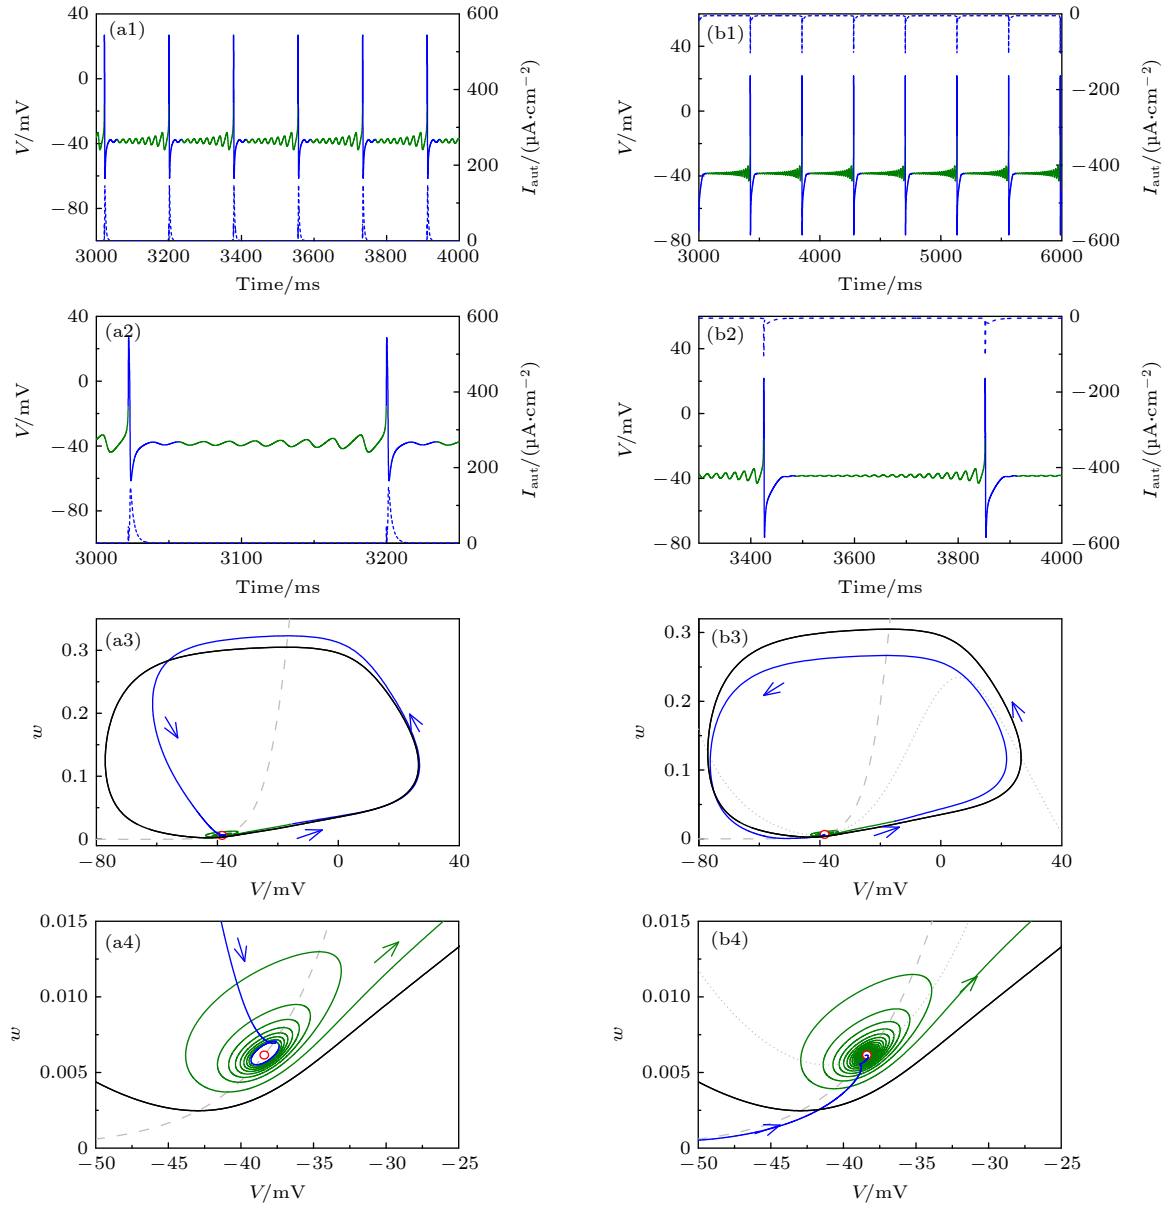 (a1)
40
0
−40
−80
600
400
200
0
3000 3200 3400 3600 3800 4000
V/mV
I_aut/(μA·cm⁻²)
Time/ms
(b1)
40
0
−40
−80
0
−200
−400
−600
3000 4000 5000 6000
V/mV
I_aut/(μA·cm⁻²)
Time/ms
(a2)
40
0
−40
−80
600
400
200
0
3000 3100 3200
V/mV
I_aut/(μA·cm⁻²)
Time/ms
(b2)
40
0
−40
−80
0
−200
−400
−600
3400 3600 3800 4000
V/mV
I_aut/(μA·cm⁻²)
Time/ms
(a3)
0.3
0.2
0.1
0
−80 −40 0 40
w
V/mV
(b3)
0.3
0.2
0.1
0
−80 −40 0 40
w
V/mV
(a4)
0.015
0.010
0.005
0
−50 −45 −40 −35 −30 −25
w
V/mV
(b4)
0.015
0.010
0.005
0
−50 −45 −40 −35 −30 −25
w
V/mV